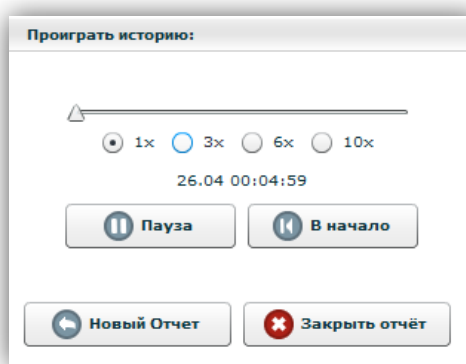 Проиграть историю:
1x 3x 6x 10x
26.04 00:04:59
Пауза В начало
Новый Отчет Закрыть отчёт